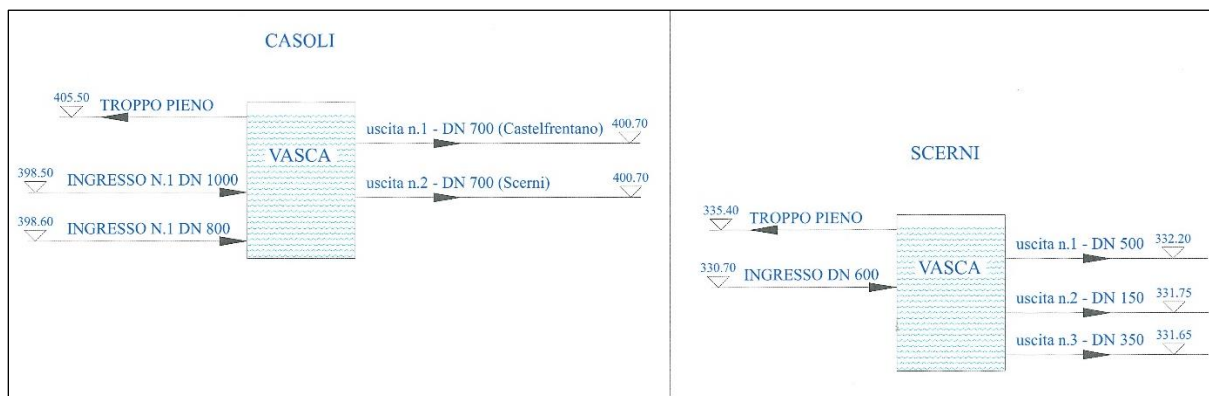 CASOLI
405.50
TROPPO PIENO
uscita n.1 - DN 700 (Castelfrentano)
400.70
VASCA
398.50
INGRESSO N.1 DN 1000
uscita n.2 - DN 700 (Scerni)
400.70
398.60
INGRESSO N.1 DN 800
SCERNI
335.40
TROPPO PIENO
uscita n.1 - DN 500
332.20
330.70
INGRESSO DN 600
VASCA
uscita n.2 - DN 150
331.75
uscita n.3 - DN 350
331.65